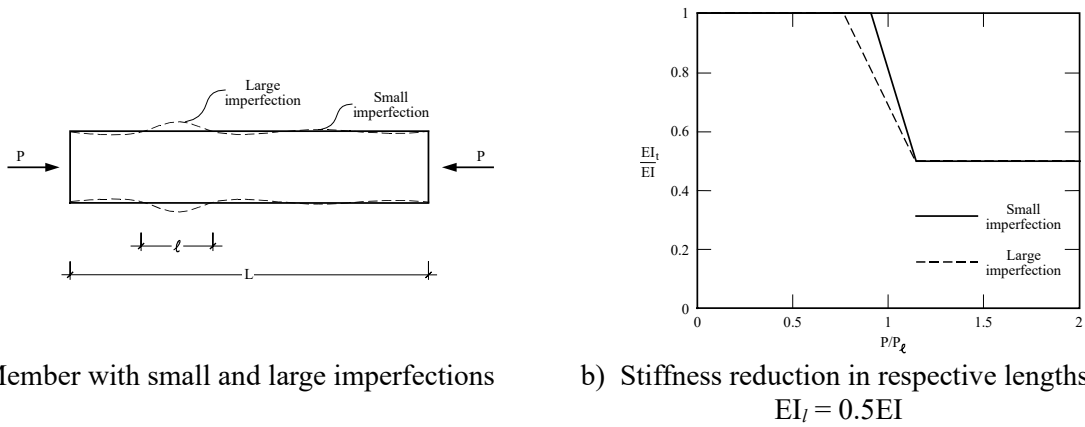 Large
imperfection
Small
imperfection
P
P
ℓ
L
Member with small and large imperfections
1
0.8
0.6
EIt
EI
0.4
0.2
0
0
0.5
1
1.5
2
P/Pℓ
Small
imperfection
Large
imperfection
b) Stiffness reduction in respective lengths
EIl = 0.5EI